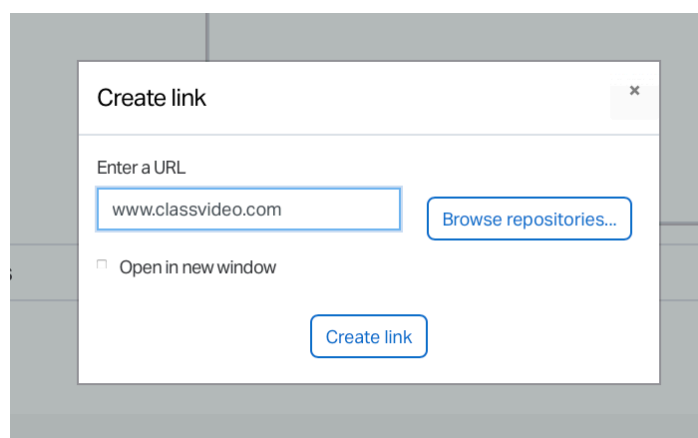 Create link
×
Enter a URL
www.classvideo.com
Browse repositories...
Open in new window
Create link